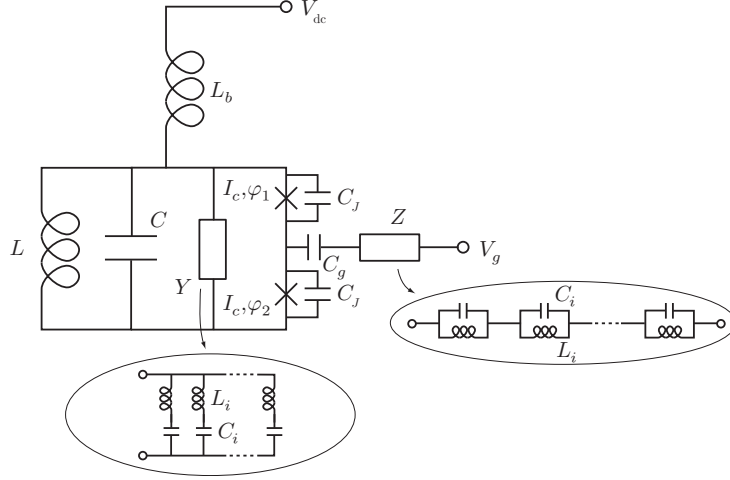 V_dc
L_b
I_c,φ_1
C_J
L
C
Z
C_g
V_g
Y
I_c,φ_2
C_J
C_i
L_i
L_i
C_i